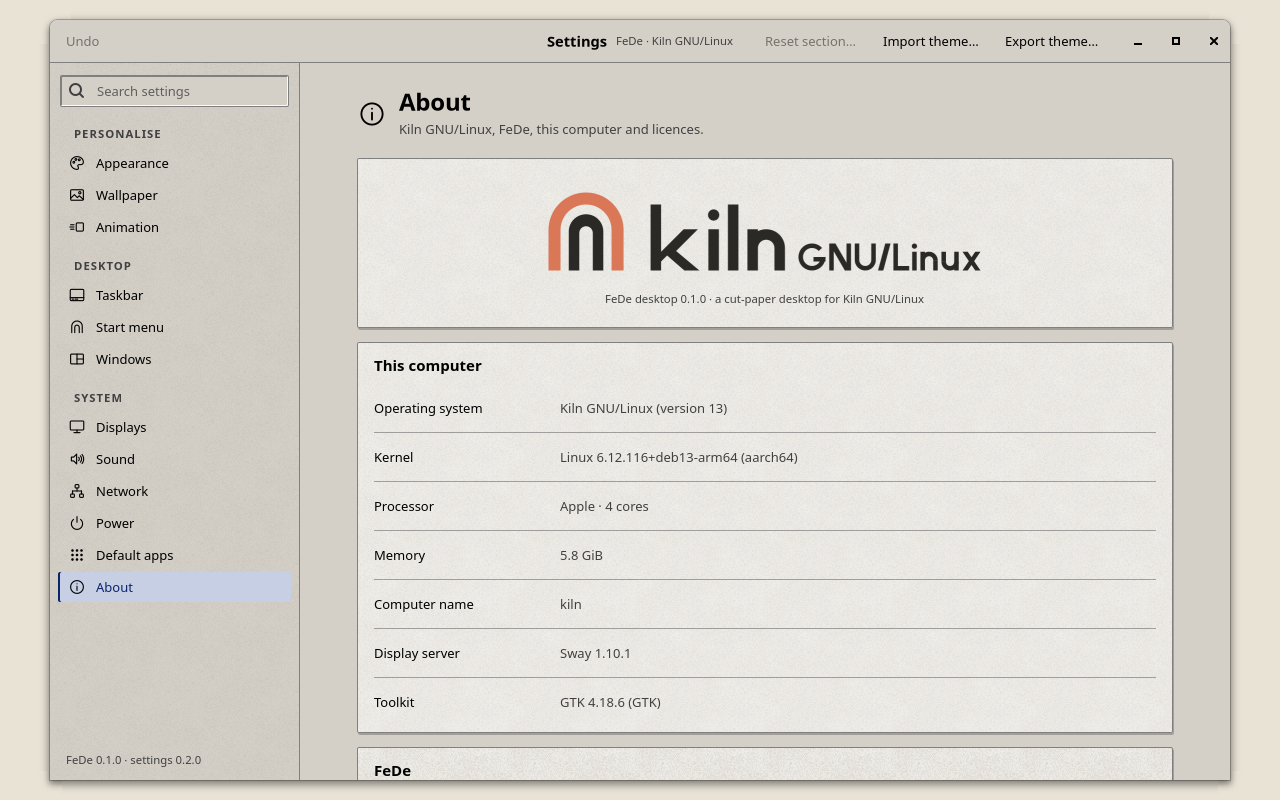 Undo
Settings FeDe · Kiln GNU/Linux
Reset section...
Import theme...
Export theme...
Search settings
PERSONALISE
Appearance
Wallpaper
Animation
DESKTOP
Taskbar
Start menu
Windows
SYSTEM
Displays
Sound
Network
Power
Default apps
About
FeDe 0.1.0 · settings 0.2.0
About
Kiln GNU/Linux, FeDe, this computer and licences.
kiln GNU/Linux
FeDe desktop 0.1.0 · a cut-paper desktop for Kiln GNU/Linux
This computer
Operating system Kiln GNU/Linux (version 13)
Kernel Linux 6.12.116+deb13-arm64 (aarch64)
Processor Apple · 4 cores
Memory 5.8 GiB
Computer name kiln
Display server Sway 1.10.1
Toolkit GTK 4.18.6 (GTK)
FeDe